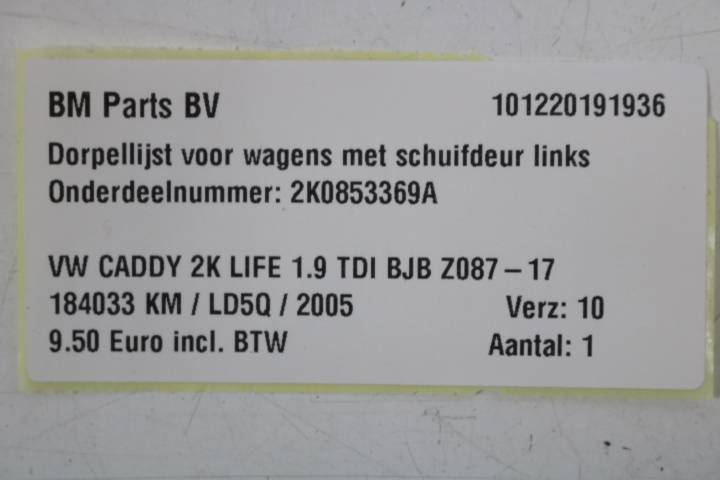 BM Parts BV 101220191936
Dorpellijst voor wagens met schuifdeur links
Onderdeelnummer: 2K0853369A
VW CADDY 2K LIFE 1.9 TDI BJB Z087 – 17
184033 KM / LD5Q / 2005 Verz: 10
9.50 Euro incl. BTW Aantal: 1